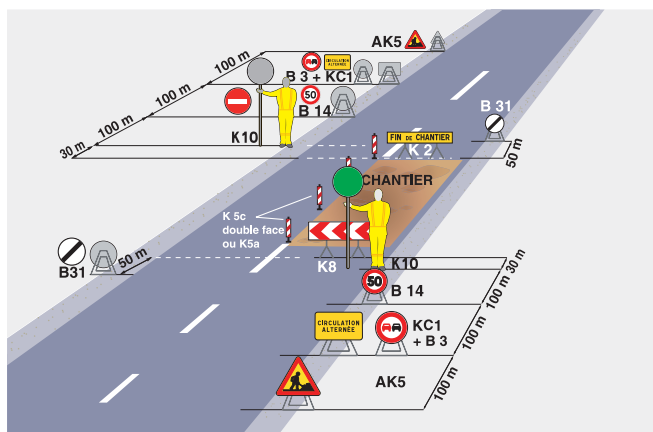 AK5
100 m
CIRCULATION
ALTERNÉE
B 3 + KC1
100 m
50
B 14
100 m
K10
30 m
B 31
FIN DE CHANTIER
K 2
50 m
CHANTIER
K 5c
double face
ou K5a
B31
50 m
K8
K10
30 m
50
B 14
100 m
CIRCULATION
ALTERNÉE
KC1
+ B 3
100 m
AK5
100 m